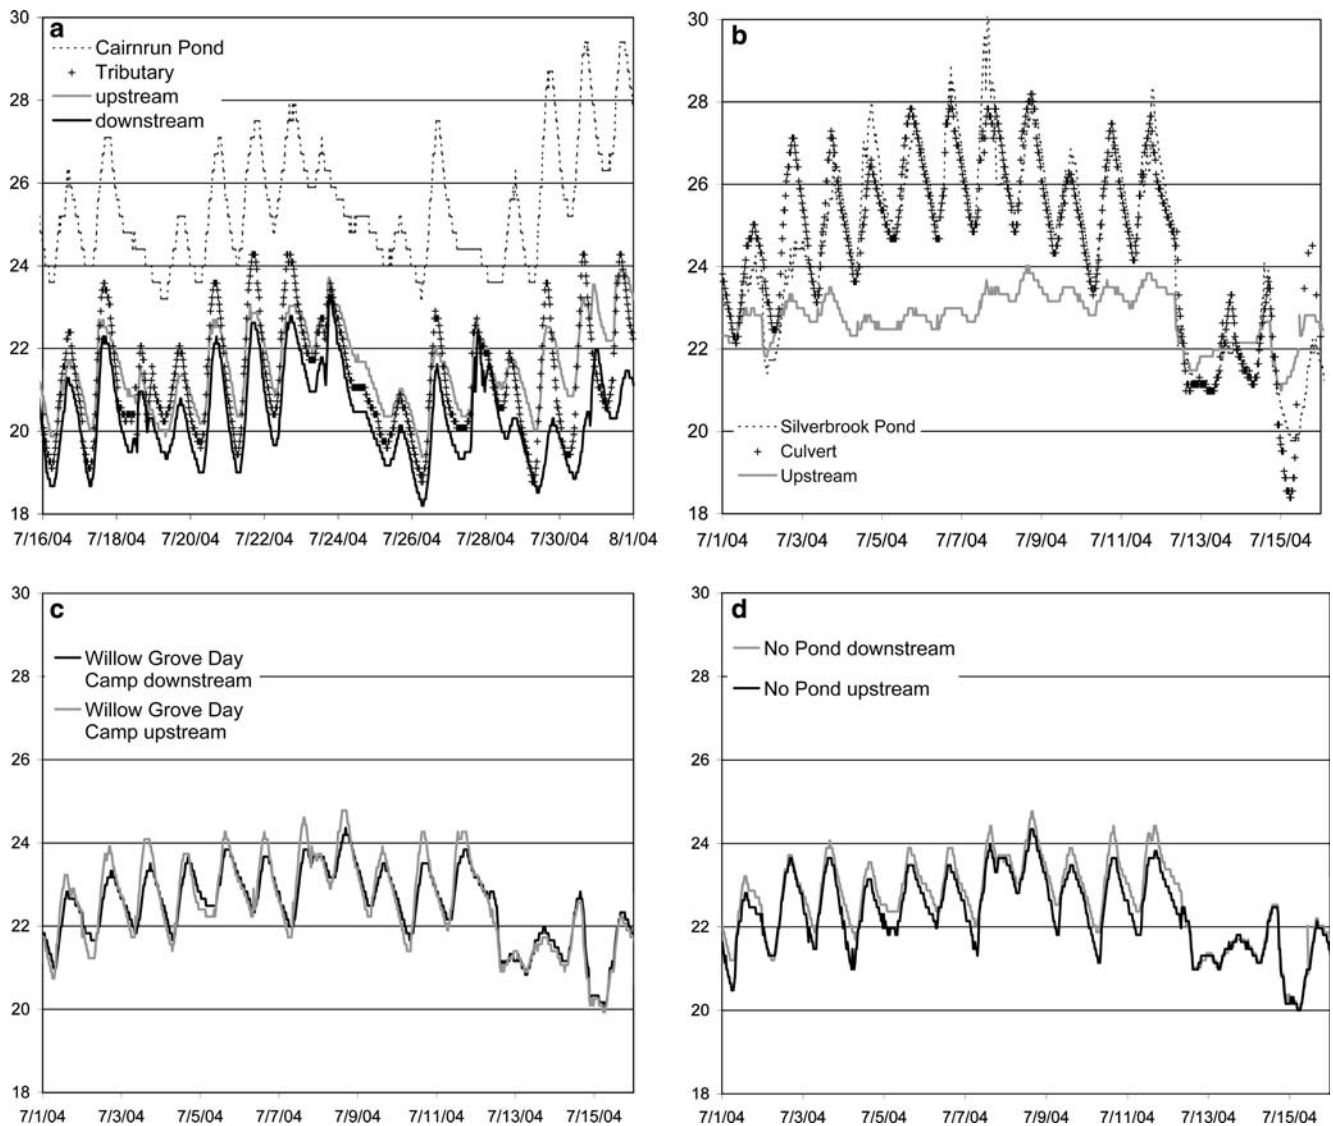 30
28
26
24
22
20
18
a
Cairnrun Pond
Tributary
upstream
downstream
7/16/04 7/18/04 7/20/04 7/22/04 7/24/04 7/26/04 7/28/04 7/30/04 8/1/04
30
28
26
24
22
20
18
b
Silverbrook Pond
Culvert
Upstream
7/1/04 7/3/04 7/5/04 7/7/04 7/9/04 7/11/04 7/13/04 7/15/04
30
28
26
24
22
20
18
c
Willow Grove Day
Camp downstream
Willow Grove Day
Camp upstream
7/1/04 7/3/04 7/5/04 7/7/04 7/9/04 7/11/04 7/13/04 7/15/04
30
28
26
24
22
20
18
d
No Pond downstream
No Pond upstream
7/1/04 7/3/04 7/5/04 7/7/04 7/9/04 7/11/04 7/13/04 7/15/04